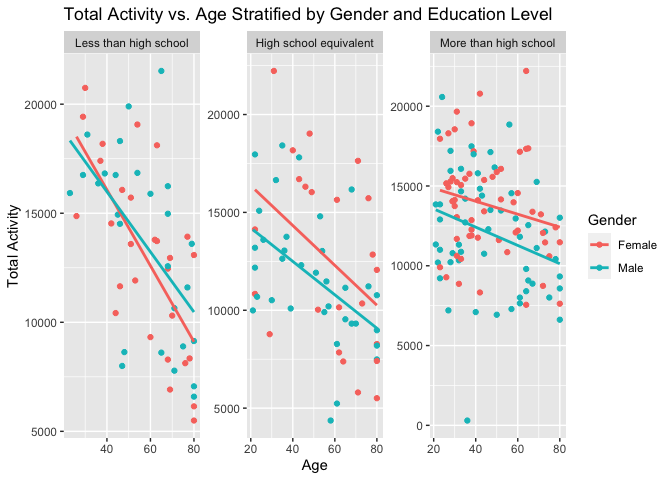 Total Activity vs. Age Stratified by Gender and Education Level
Less than high school
High school equivalent
More than high school
20000
15000
10000
5000
20000
15000
10000
5000
20000
15000
10000
5000
0
40 60 80
20 40 60 80
20 40 60 80
Total Activity
Age
Gender
Female
Male